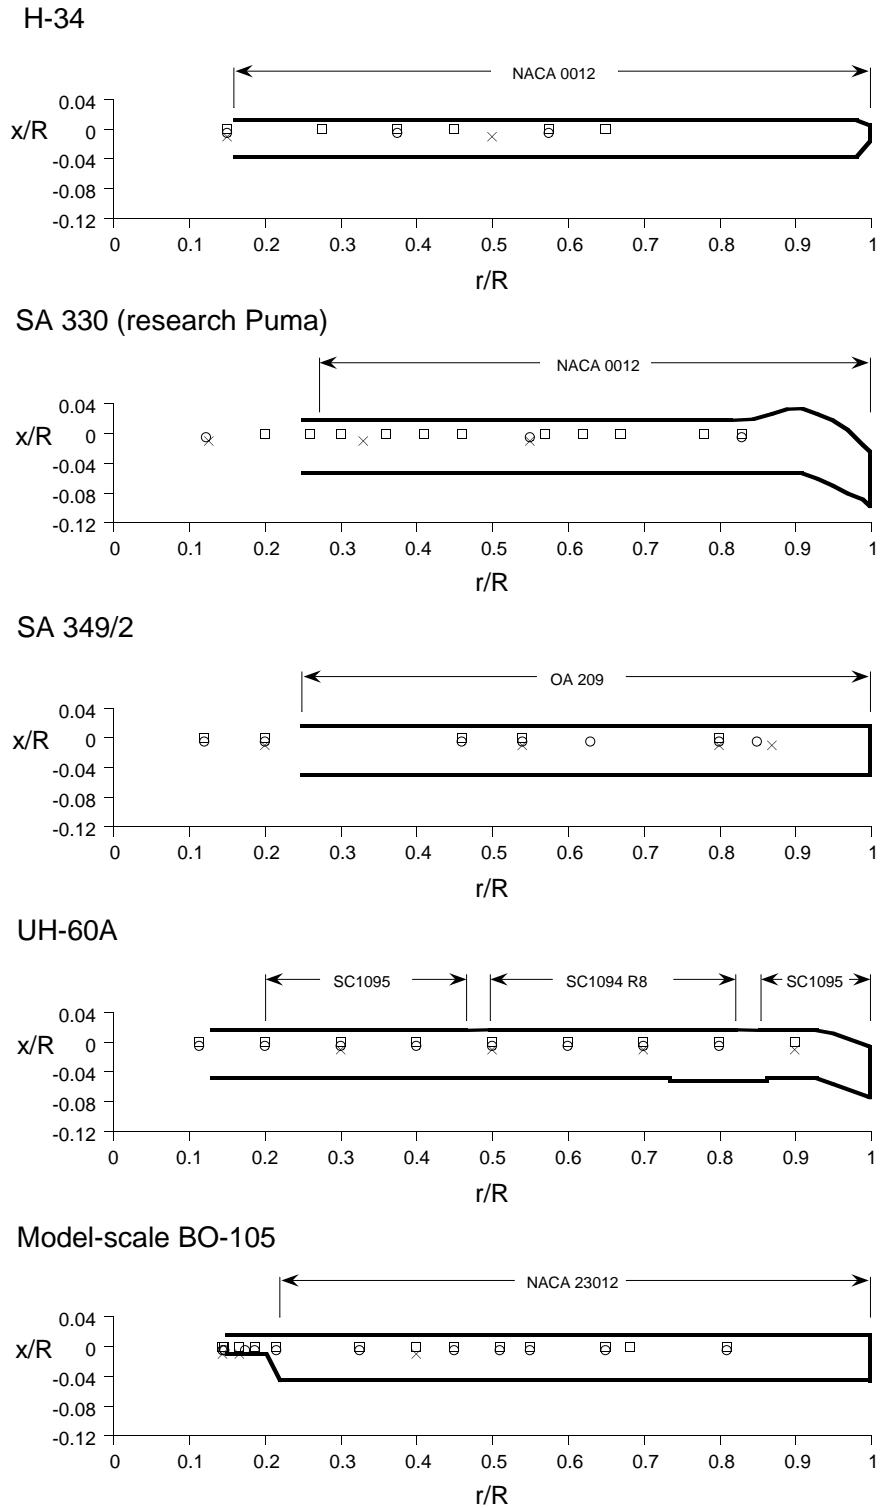 H-34
NACA 0012
0.04
x/R
0
-0.04
-0.08
-0.12
0 0.1 0.2 0.3 0.4 0.5 0.6 0.7 0.8 0.9 1
r/R
SA 330 (research Puma)
NACA 0012
0.04
x/R
0
-0.04
-0.08
-0.12
0 0.1 0.2 0.3 0.4 0.5 0.6 0.7 0.8 0.9 1
r/R
SA 349/2
OA 209
0.04
x/R
0
-0.04
-0.08
-0.12
0 0.1 0.2 0.3 0.4 0.5 0.6 0.7 0.8 0.9 1
r/R
UH-60A
SC1095 SC1094 R8 SC1095
0.04
x/R
0
-0.04
-0.08
-0.12
0 0.1 0.2 0.3 0.4 0.5 0.6 0.7 0.8 0.9 1
r/R
Model-scale BO-105
NACA 23012
0.04
x/R
0
-0.04
-0.08
-0.12
0 0.1 0.2 0.3 0.4 0.5 0.6 0.7 0.8 0.9 1
r/R